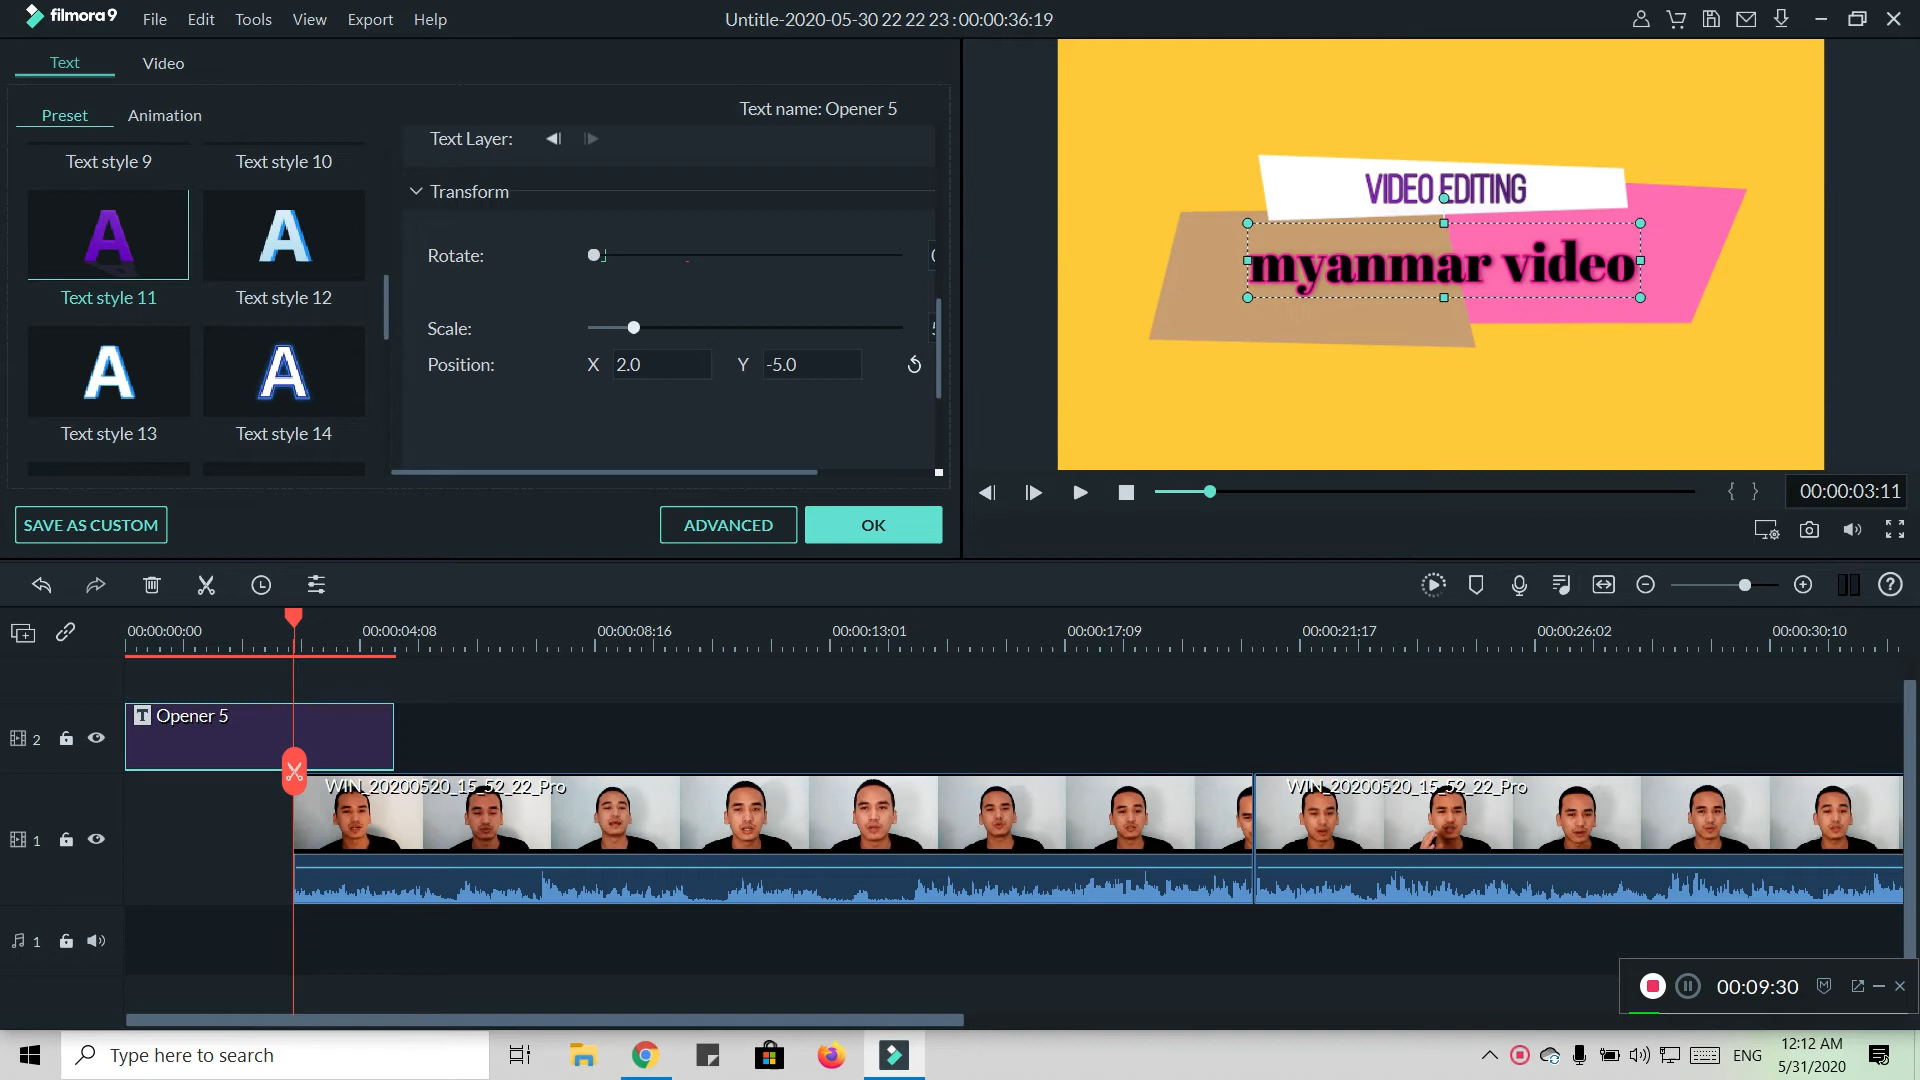 filmora9
File Edit Tools View Export Help
Untitle-2020-05-30 22 22 23 : 00:00:36:19
Text Video
Preset Animation
Text name: Opener 5
Text style 9 Text style 10
Text style 11 Text style 12
Text style 13 Text style 14
Text Layer:
Transform
Rotate:
Scale:
Position: X 2.0 Y -5.0
SAVE AS CUSTOM
ADVANCED OK
VIDEO EDITING
myanmar video
00:00:03:11
00:00:00:00 00:00:04:08 00:00:08:16 00:00:13:01 00:00:17:09 00:00:21:17 00:00:26:02 00:00:30:10
2
T Opener 5
1
WIN_20200520_15_52_22_Pro WIN_20200520_15_52_22_Pro
1
00:09:30
Type here to search
ENG
12:12 AM
5/31/2020